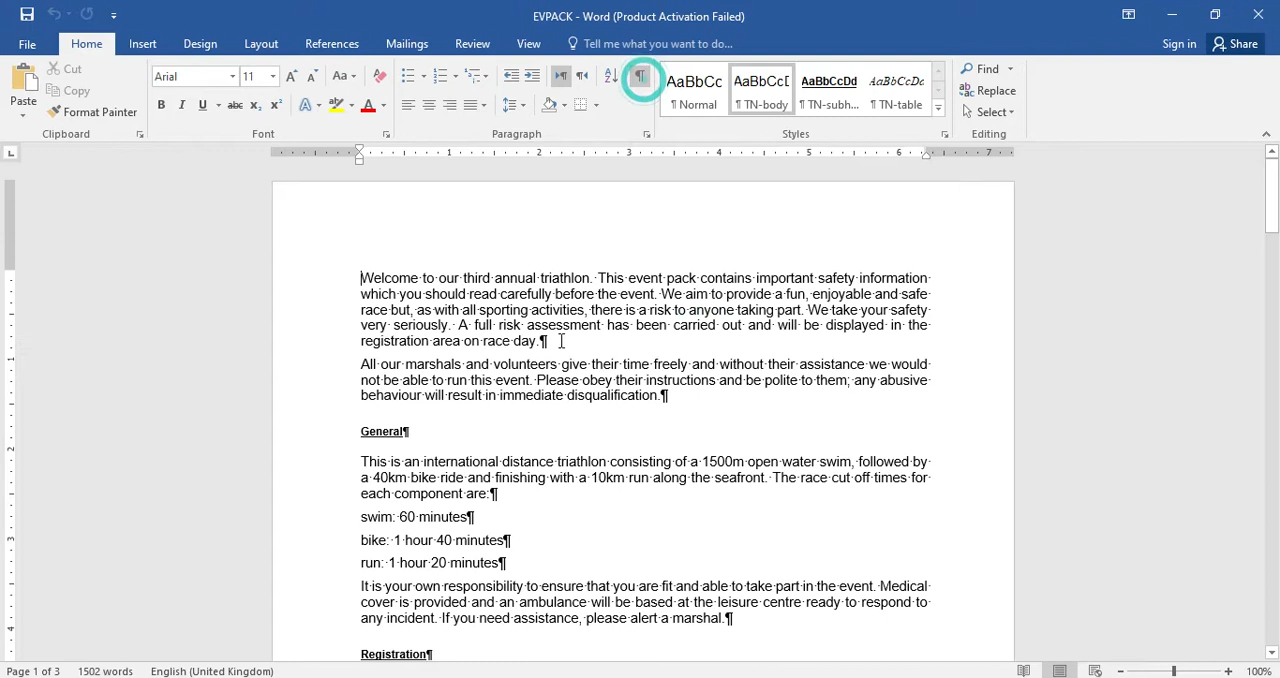 EVPACK - Word (Product Activation Failed)
File Home Insert Design Layout References Mailings Review View Tell me what you want to do... Sign in Share
Paste Cut Copy Format Painter Clipboard
Arial 11 Aa B I U abc X₂ X² A A Font
Paragraph
AaBbCc ¶ Normal AaBbCcD ¶ TN-body AaBbCcDd ¶ TN-subh... AaBbCcDc ¶ TN-table Styles
Find Replace Select Editing
1 2 3 4 5 6 7
Welcome to our third annual triathlon. This event pack contains important safety information
which you should read carefully before the event. We aim to provide a fun, enjoyable and safe
race but, as with all sporting activities, there is a risk to anyone taking part. We take your safety
very seriously. A full risk assessment has been carried out and will be displayed in the
registration area on race day.¶
All our marshals and volunteers give their time freely and without their assistance we would
not be able to run this event. Please obey their instructions and be polite to them; any abusive
behaviour will result in immediate disqualification.¶
General¶
This is an international distance triathlon consisting of a 1500m open water swim, followed by
a 40km bike ride and finishing with a 10km run along the seafront. The race cut off times for
each component are:¶
swim: 60 minutes¶
bike: 1 hour 40 minutes¶
run: 1 hour 20 minutes¶
It is your own responsibility to ensure that you are fit and able to take part in the event. Medical
cover is provided and an ambulance will be based at the leisure centre ready to respond to
any incident. If you need assistance, please alert a marshal.¶
Registration¶
Page 1 of 3 1502 words English (United Kingdom) 100%